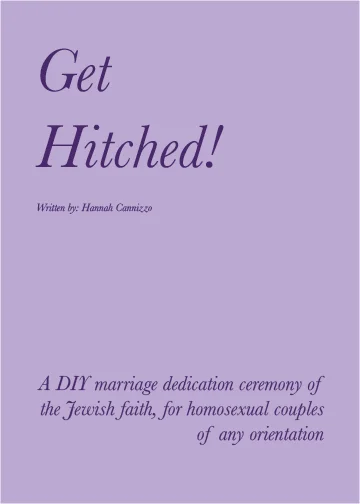 Get
Hitched!
Written by: Hannah Cannizzo
A DIY marriage dedication ceremony of
the Jewish faith, for homosexual couples
of any orientation